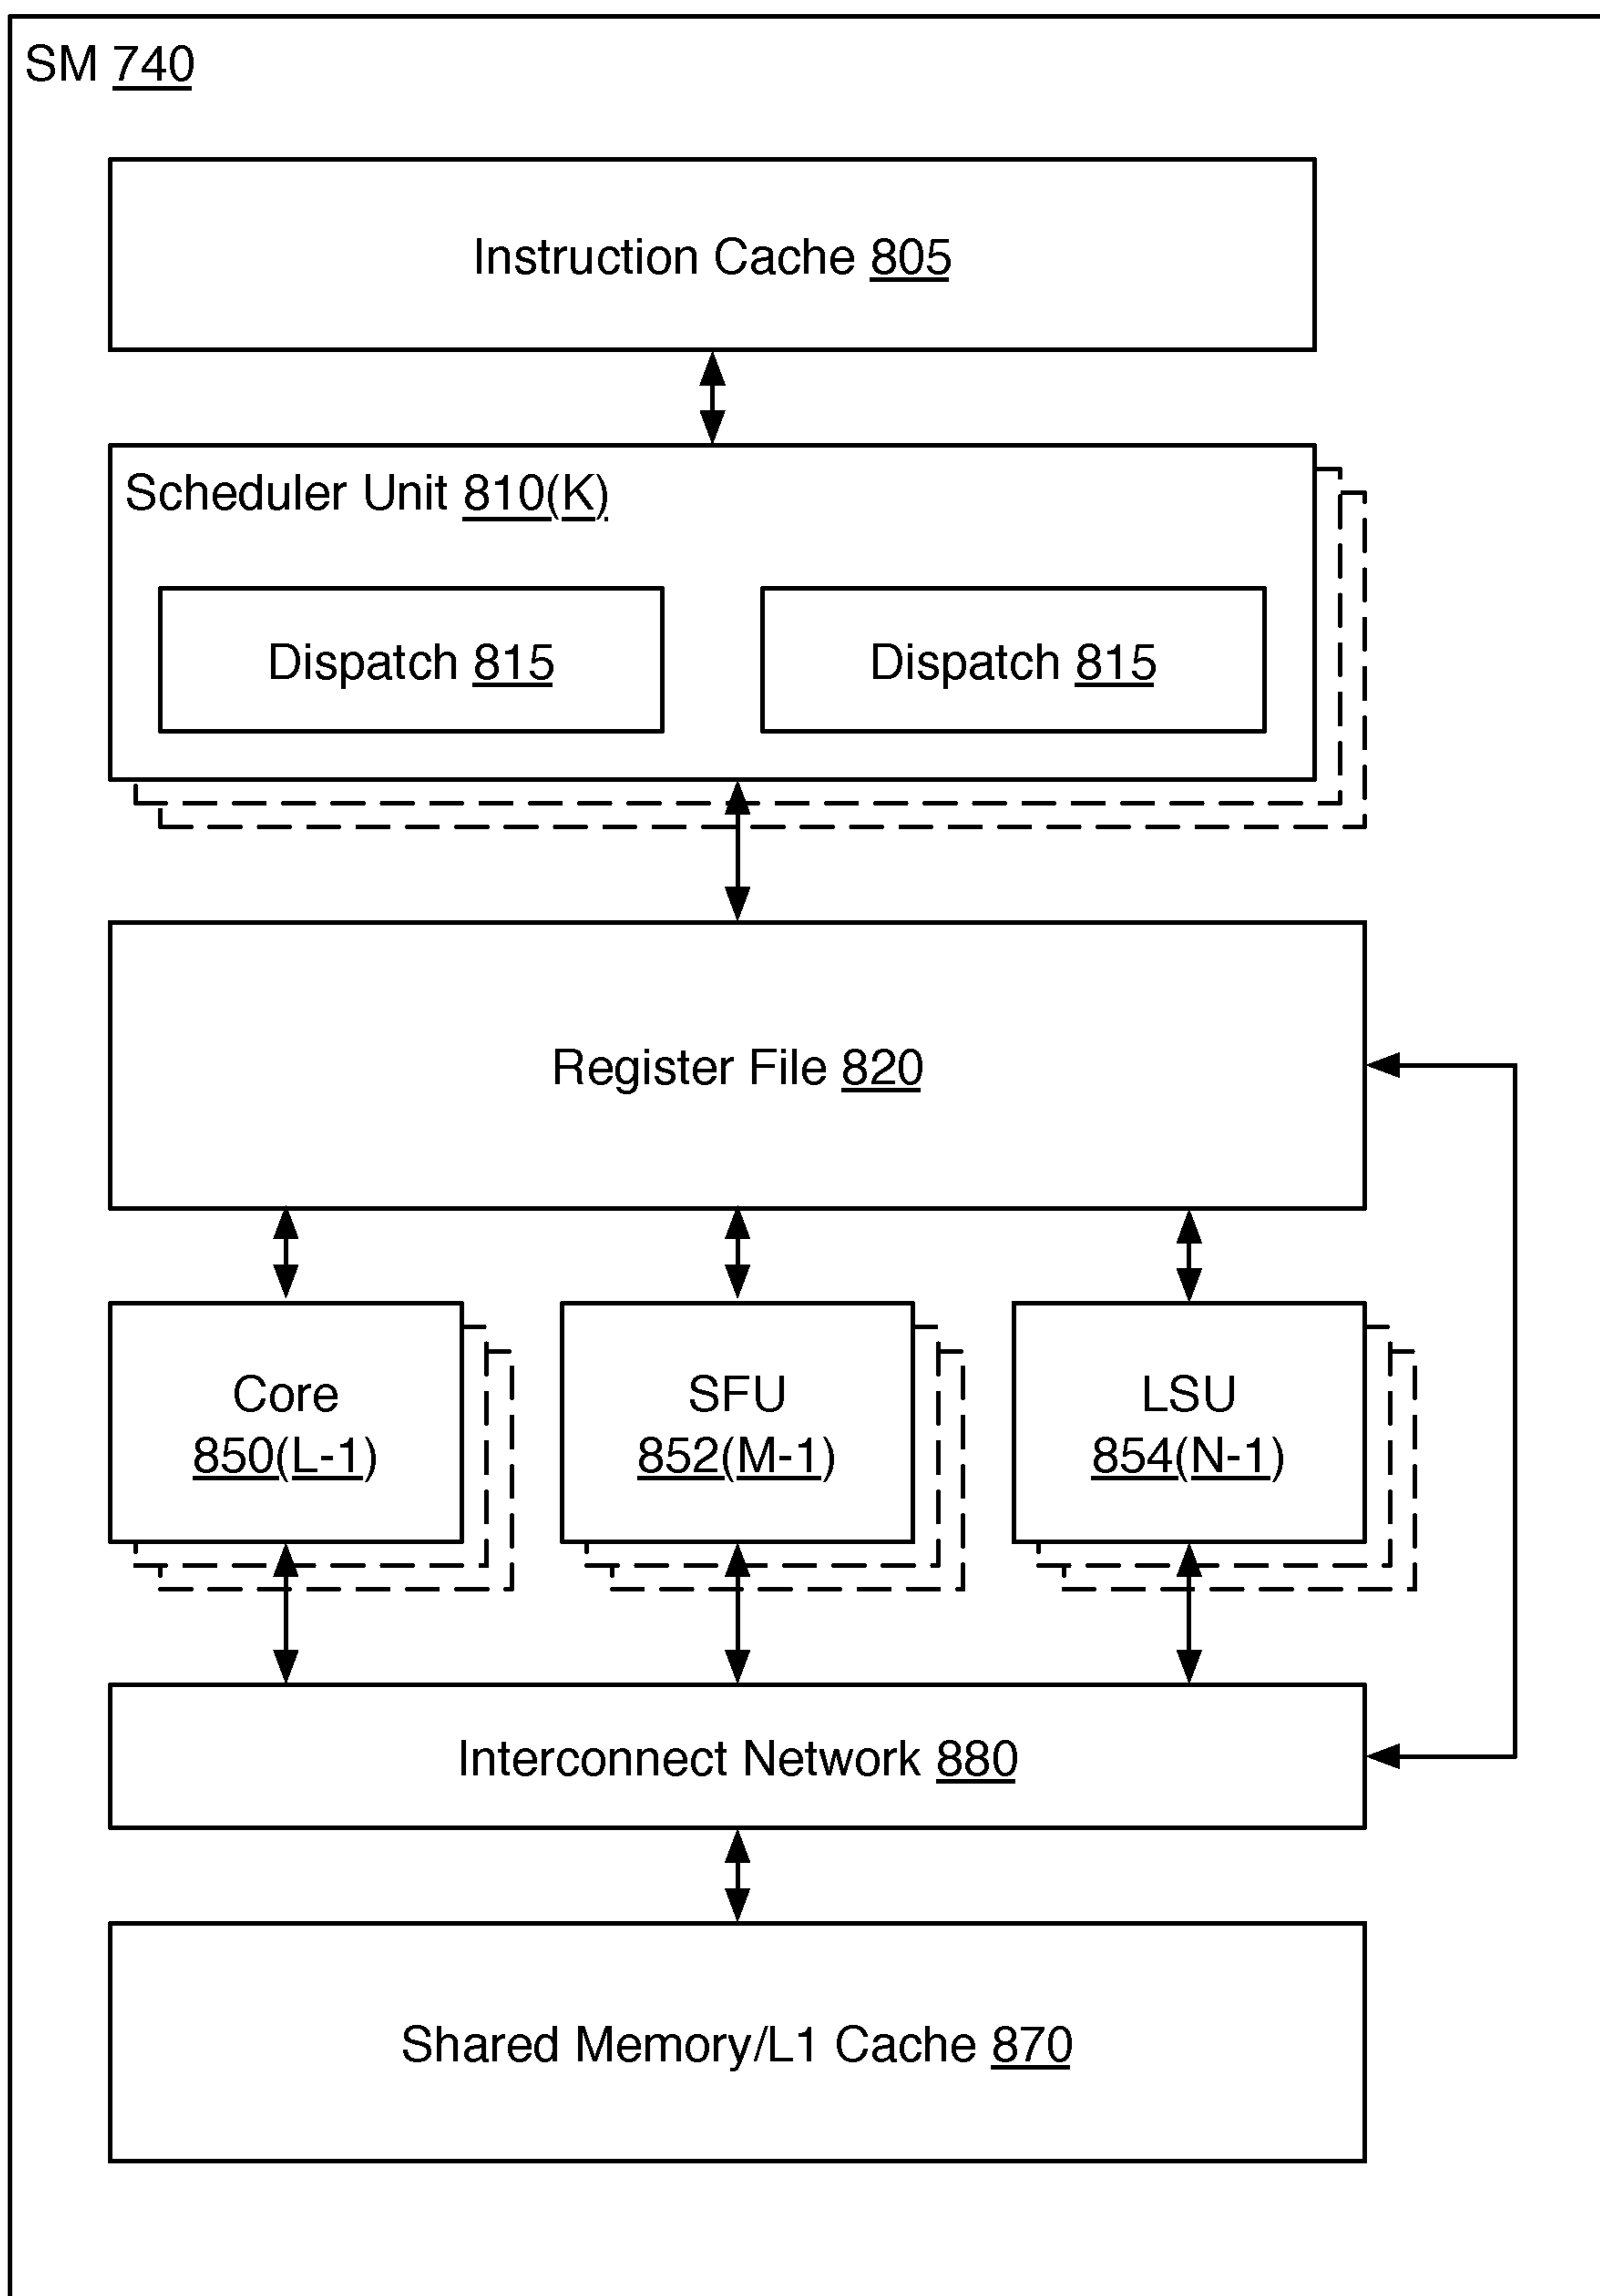 SM 740
Instruction Cache 805
Scheduler Unit 810(K)
Dispatch 815
Dispatch 815
Register File 820
Core
850(L-1)
SFU
852(M-1)
LSU
854(N-1)
Interconnect Network 880
Shared Memory/L1 Cache 870